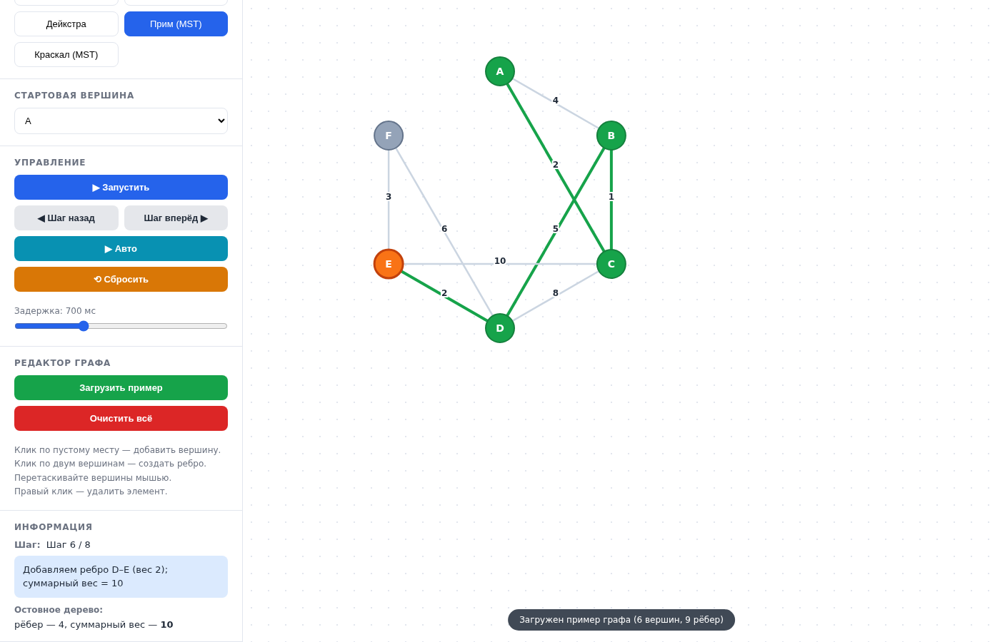 Дейкстра
Прим (MST)
Краскал (MST)
СТАРТОВАЯ ВЕРШИНА
A
УПРАВЛЕНИЕ
▶ Запустить
◀ Шаг назад
Шаг вперёд ▶
▶ Авто
⟲ Сбросить
Задержка: 700 мс
РЕДАКТОР ГРАФА
Загрузить пример
Очистить всё
Клик по пустому месту — добавить вершину.
Клик по двум вершинам — создать ребро.
Перетаскивайте вершины мышью.
Правый клик — удалить элемент.
ИНФОРМАЦИЯ
Шаг: Шаг 6 / 8
Добавляем ребро D–E (вес 2);
суммарный вес = 10
Остовное дерево:
рёбер — 4, суммарный вес — 10
A
4
F
B
2
3
1
6
5
E
10
C
2
8
D
Загружен пример графа (6 вершин, 9 рёбер)